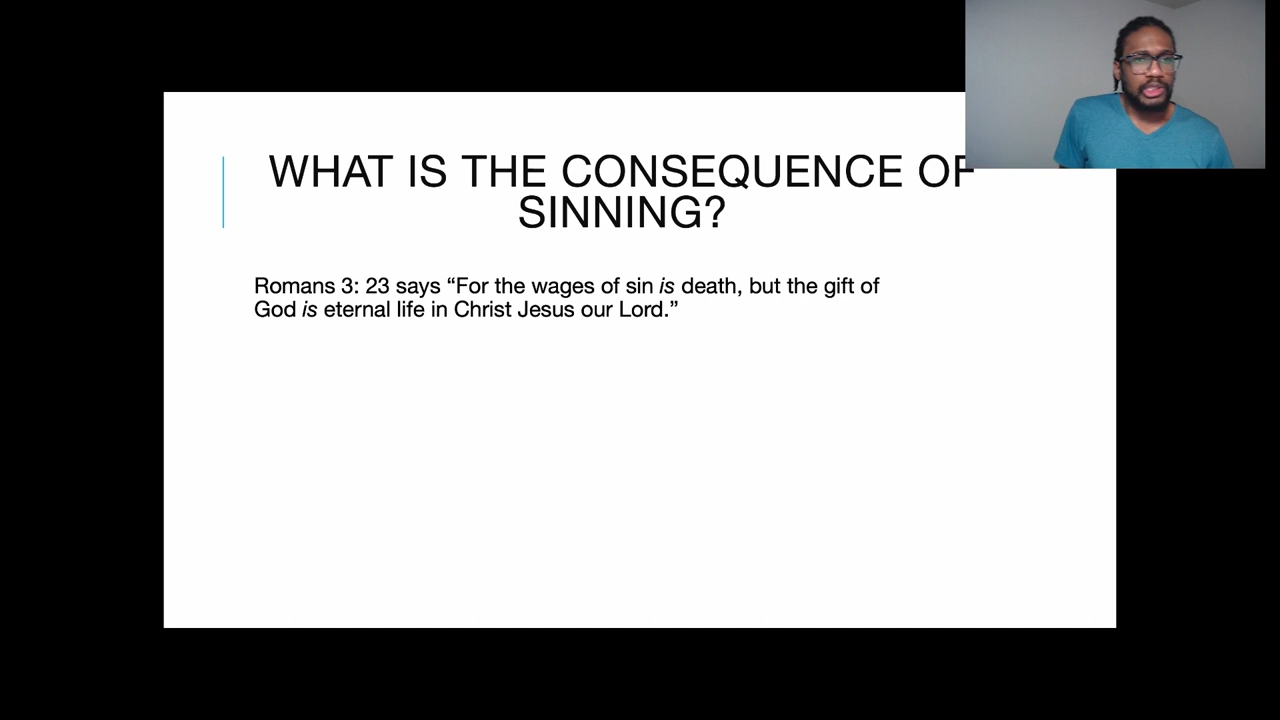 WHAT IS THE CONSEQUENCE OF
SINNING?
Romans 3: 23 says “For the wages of sin is death, but the gift of
God is eternal life in Christ Jesus our Lord.”